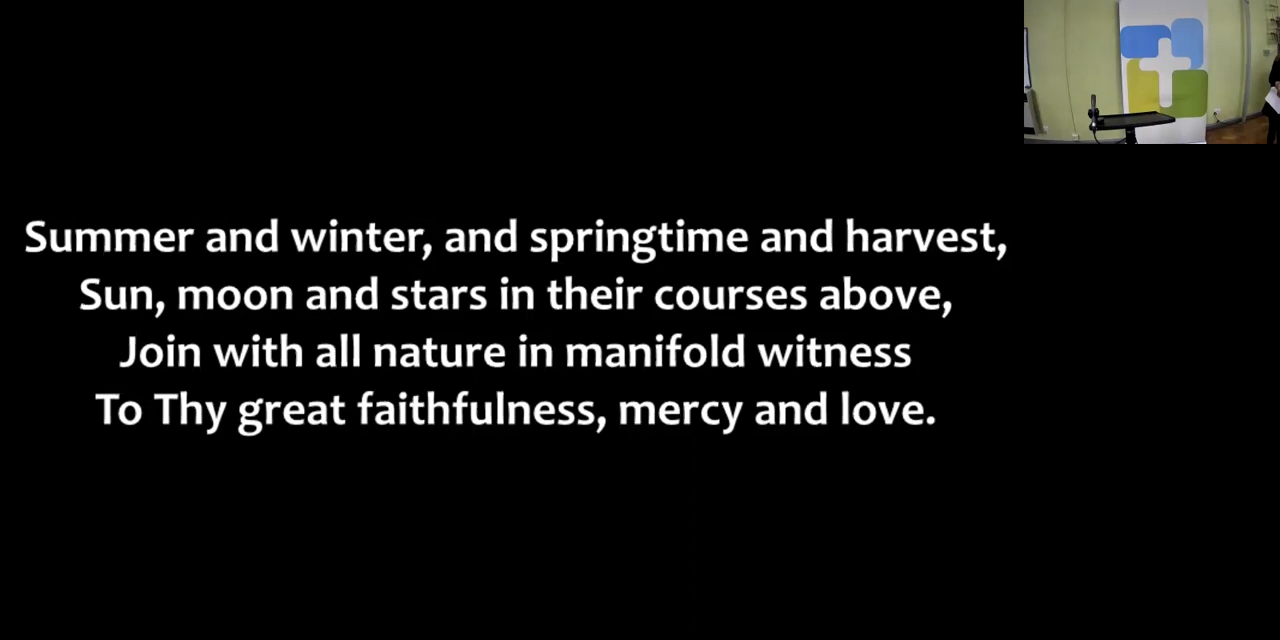 Summer and winter, and springtime and harvest,
Sun, moon and stars in their courses above,
Join with all nature in manifold witness
To Thy great faithfulness, mercy and love.